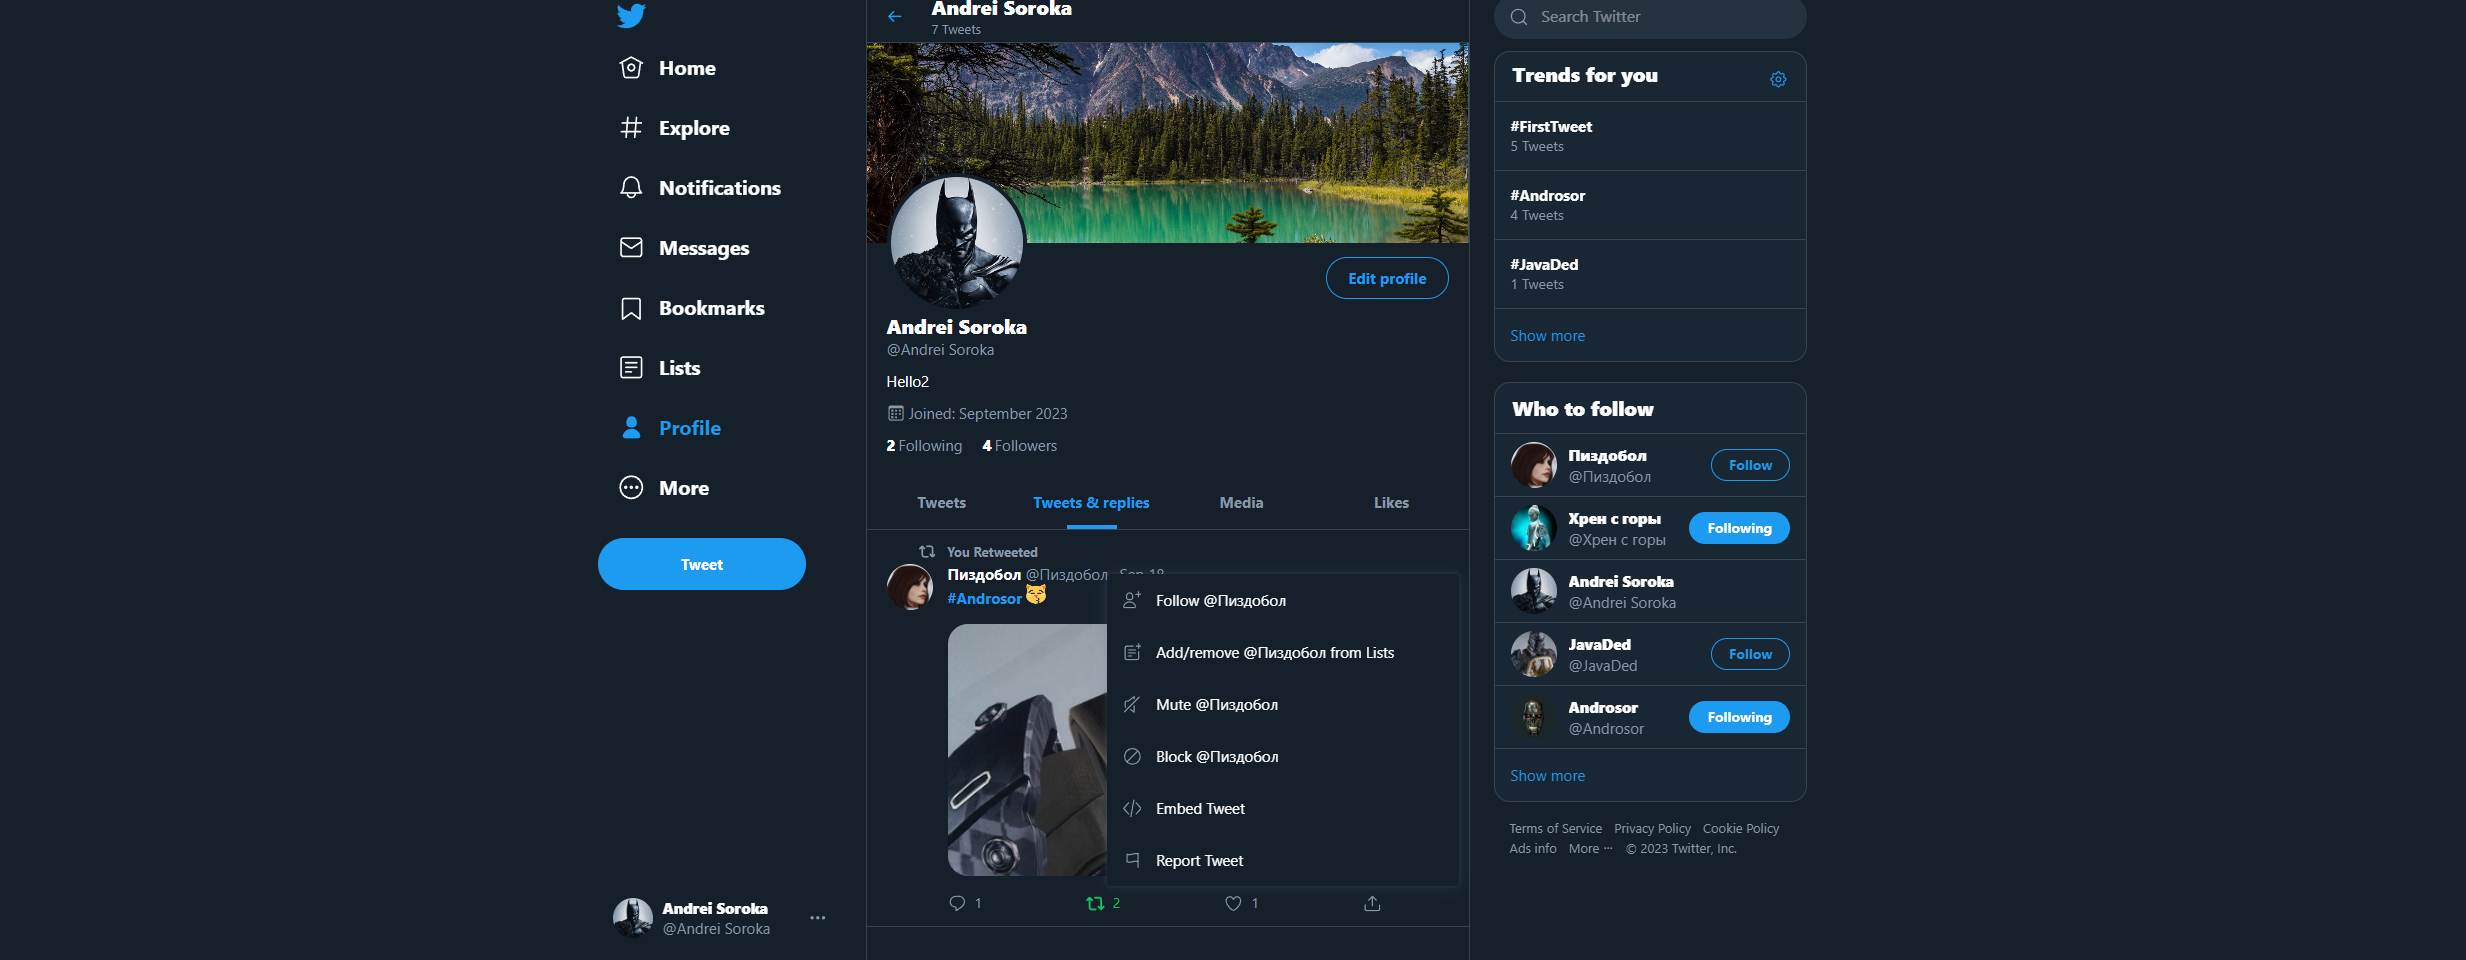 Home
Explore
Notifications
Messages
Bookmarks
Lists
Profile
More
Tweet
Andrei Soroka
@Andrei Soroka
Andrei Soroka
7 Tweets
Edit profile
Andrei Soroka
@Andrei Soroka
Hello2
Joined: September 2023
2 Following 4 Followers
Tweets Tweets & replies Media Likes
You Retweeted
Пиздобол @Пиздобол Sep 18
#Androsor 😽
Follow @Пиздобол
Add/remove @Пиздобол from Lists
Mute @Пиздобол
Block @Пиздобол
Embed Tweet
Report Tweet
1 2 1
Search Twitter
Trends for you
#FirstTweet
5 Tweets
#Androsor
4 Tweets
#JavaDed
1 Tweets
Show more
Who to follow
Пиздобол
@Пиздобол
Follow
Хрен с горы
@Хрен с горы
Following
Andrei Soroka
@Andrei Soroka
JavaDed
@JavaDed
Follow
Androsor
@Androsor
Following
Show more
Terms of Service Privacy Policy Cookie Policy
Ads info More ··· © 2023 Twitter, Inc.